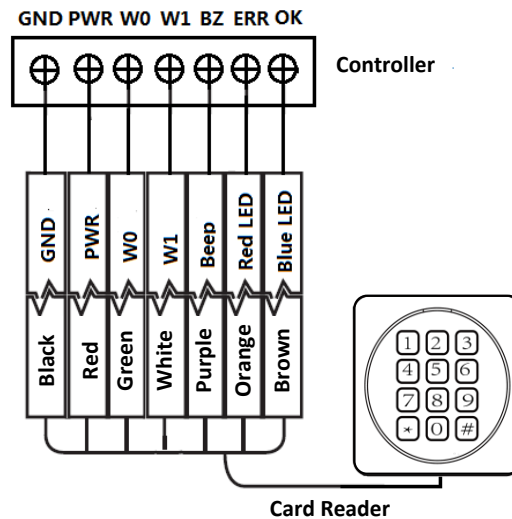 GND PWR W0 W1 BZ ERR OK
Controller
GND PWR W0 W1 Beep Red LED Blue LED
Black Red Green White Purple Orange Brown
1 2 3
4 5 6
7 8 9
* 0 #
Card Reader